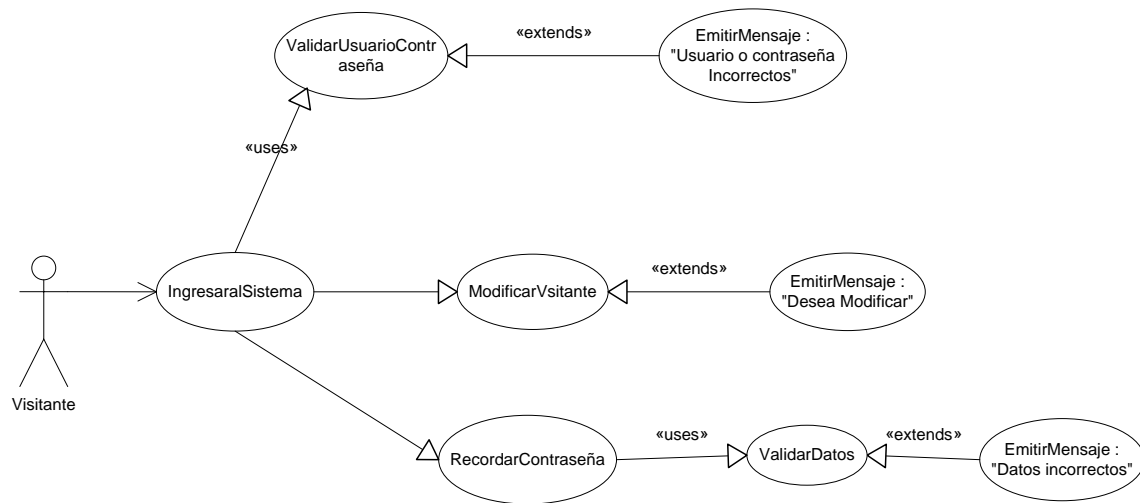 ValidarUsuarioContr
aseña
«extends»
EmitirMensaje :
"Usuario o contraseña
Incorrectos"
«uses»
IngresaralSistema
ModificarVsitante
«extends»
EmitirMensaje :
"Desea Modificar"
Visitante
RecordarContraseña
«uses»
ValidarDatos
«extends»
EmitirMensaje :
"Datos incorrectos"